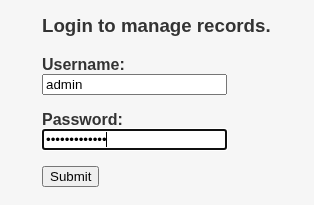 Login to manage records.
Username:
admin
Password:
•••••••••••••
Submit